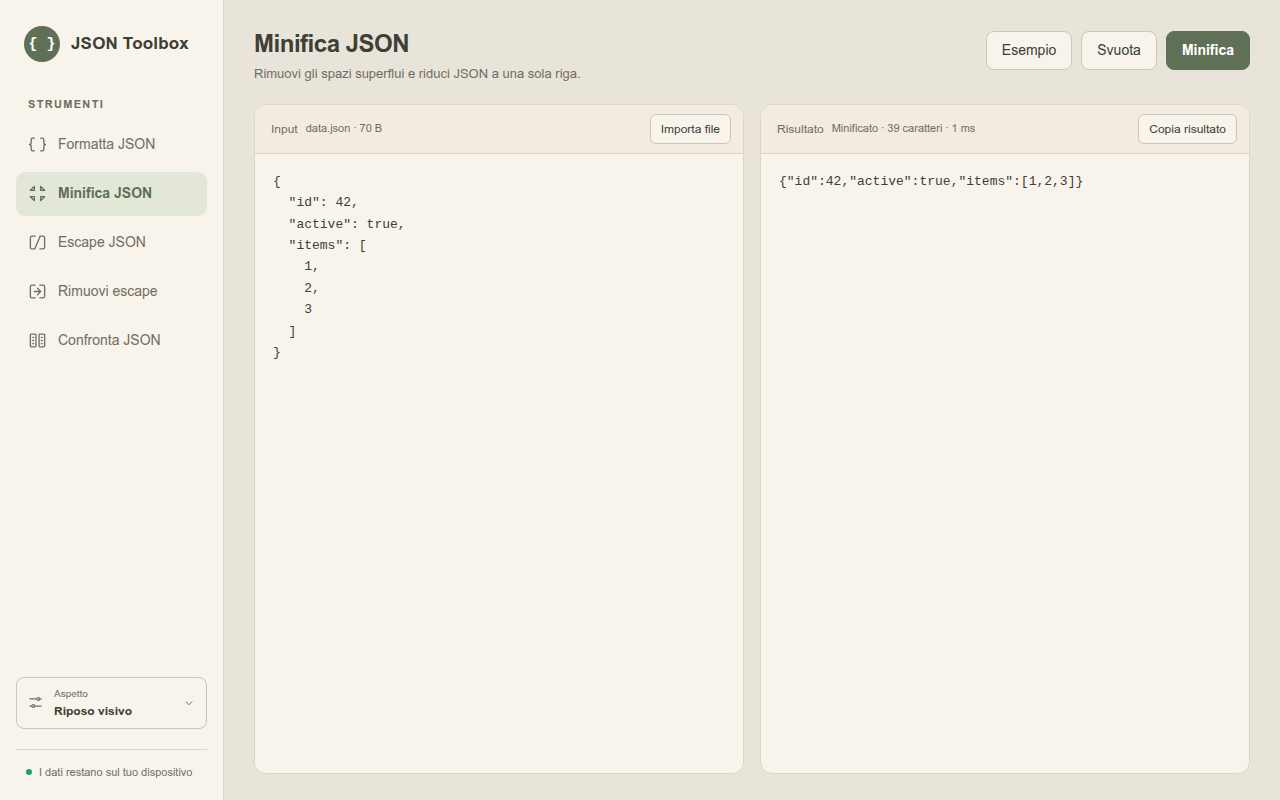 { } JSON Toolbox
STRUMENTI
Formatta JSON
Minifica JSON
Escape JSON
Rimuovi escape
Confronta JSON
Aspetto
Riposo visivo
I dati restano sul tuo dispositivo
Minifica JSON
Rimuovi gli spazi superflui e riduci JSON a una sola riga.
Esempio
Svuota
Minifica
Input data.json · 70 B
Importa file
{
  "id": 42,
  "active": true,
  "items": [
    1,
    2,
    3
  ]
}
Risultato Minificato · 39 caratteri · 1 ms
Copia risultato
{"id":42,"active":true,"items":[1,2,3]}